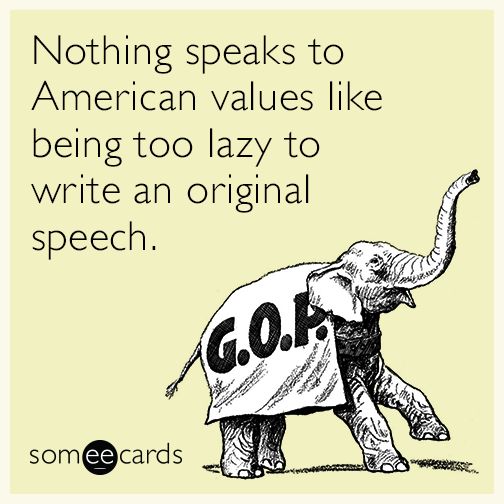 Nothing speaks to
American values like
being too lazy to
write an original
speech.
G.O.P.
someecards